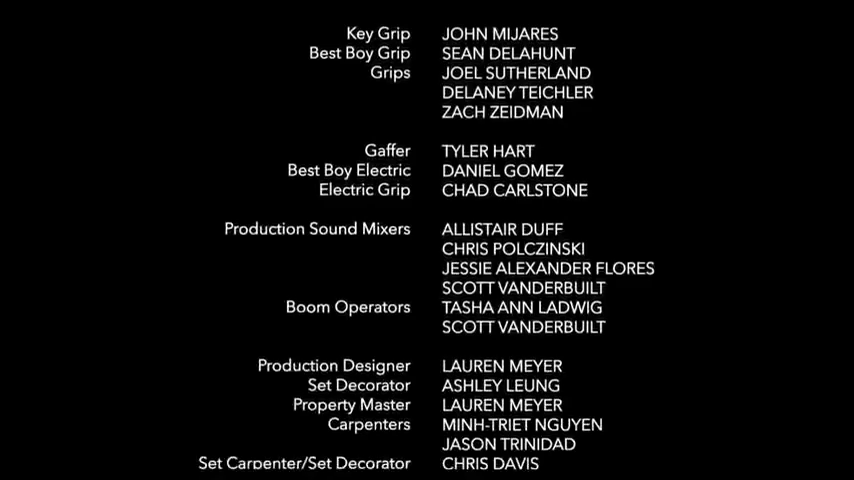 Key Grip JOHN MIJARES
Best Boy Grip SEAN DELAHUNT
Grips JOEL SUTHERLAND
DELANEY TEICHLER
ZACH ZEIDMAN
Gaffer TYLER HART
Best Boy Electric DANIEL GOMEZ
Electric Grip CHAD CARLSTONE
Production Sound Mixers ALLISTAIR DUFF
CHRIS POLCZINSKI
JESSIE ALEXANDER FLORES
SCOTT VANDERBUILT
Boom Operators TASHA ANN LADWIG
SCOTT VANDERBUILT
Production Designer LAUREN MEYER
Set Decorator ASHLEY LEUNG
Property Master LAUREN MEYER
Carpenters MINH-TRIET NGUYEN
JASON TRINIDAD
Set Carpenter/Set Decorator CHRIS DAVIS